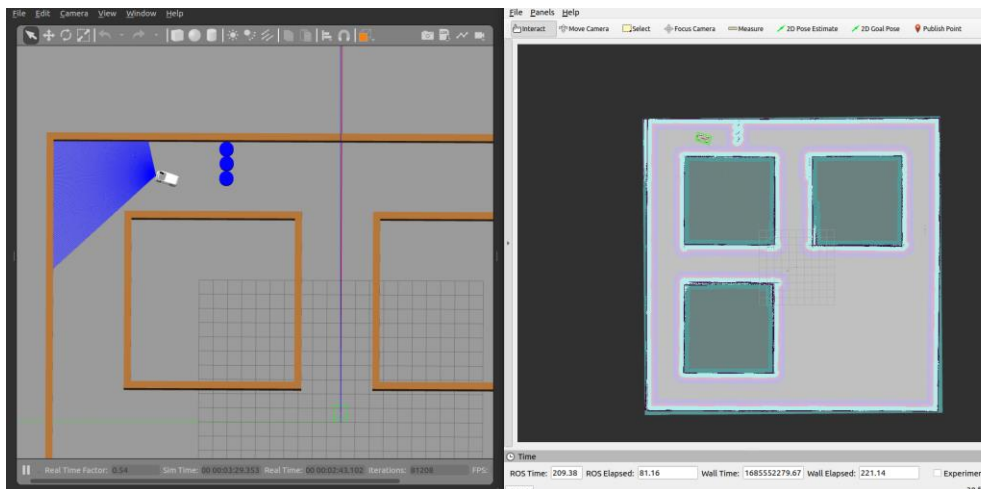 File Edit Camera View Window Help
Real Time Factor: 0.54 Sim Time: 00 00:03:29.353 Real Time: 00 00:02:43.102 Iterations: 81208 FPS:
File Panels Help
Interact Move Camera Select Focus Camera Measure 2D Pose Estimate 2D Goal Pose Publish Point
Time
ROS Time: 209.38 ROS Elapsed: 81.16 Wall Time: 1685552279.67 Wall Elapsed: 221.14 Experimen